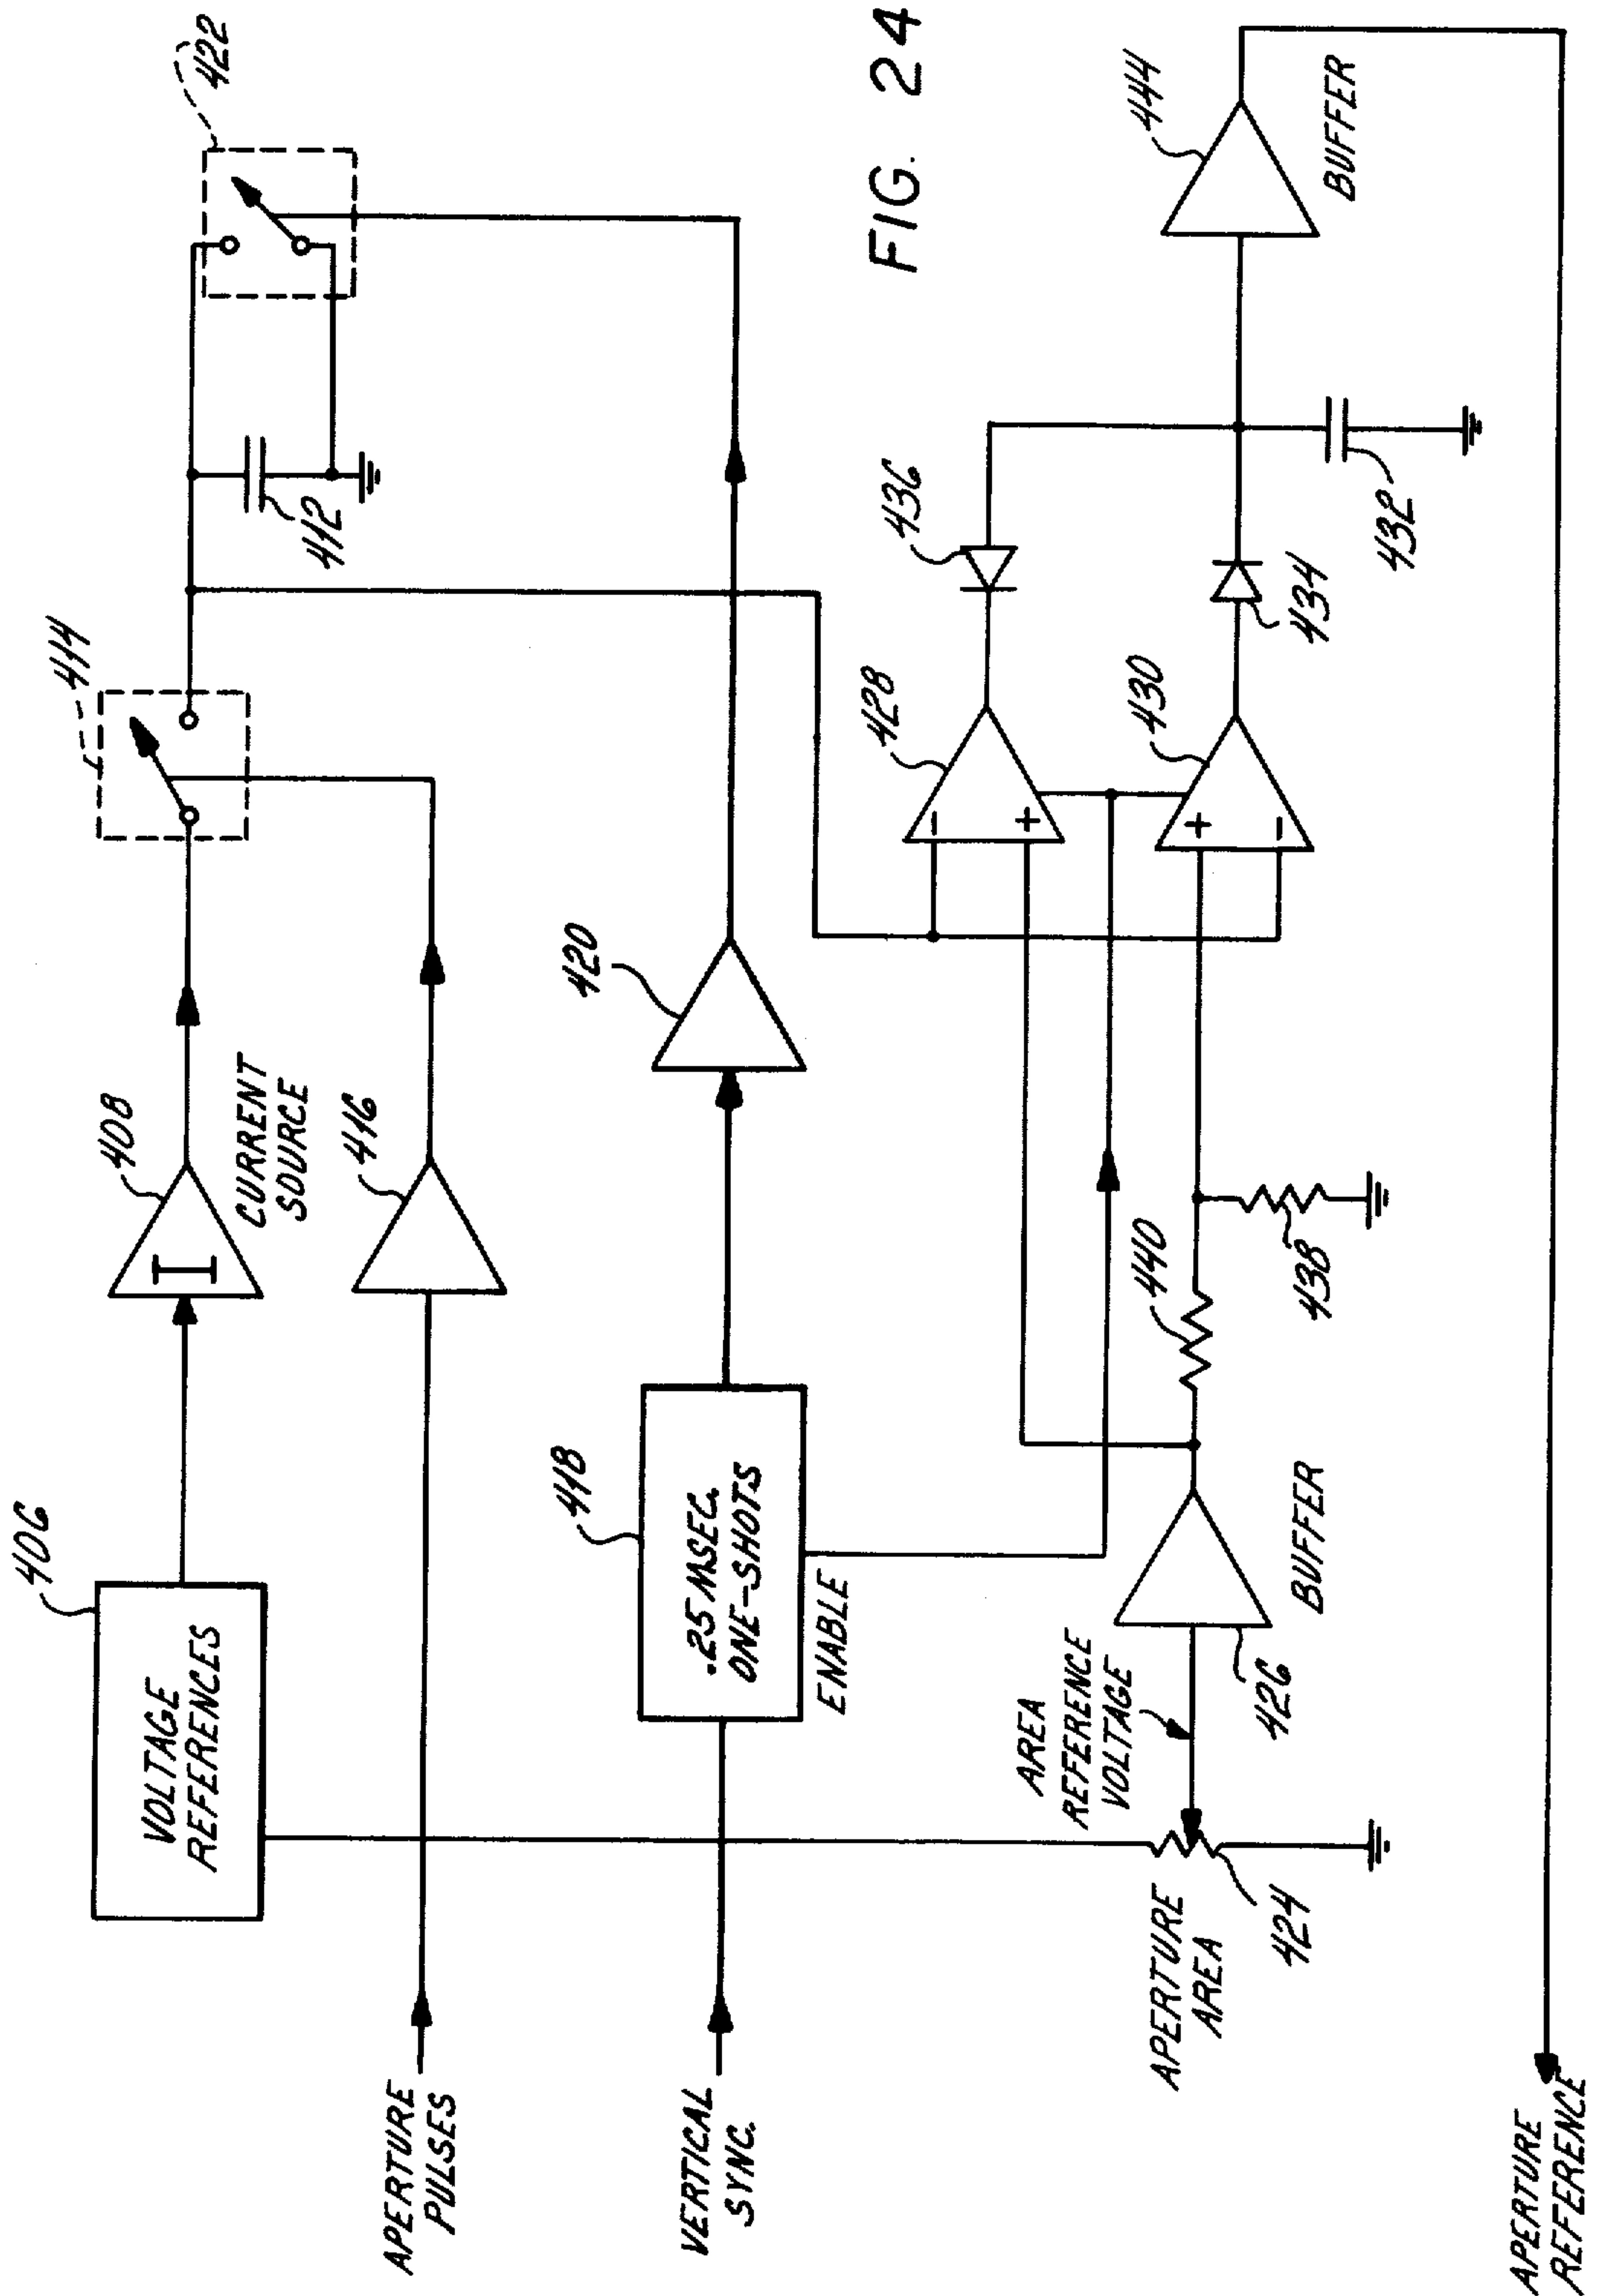 406
VOLTAGE
REFERENCES
408
I
CURRENT
SOURCE
414
412
422
APERTURE
PULSES
416
VERTICAL
SYNC.
418
.25 MSEC.
ONE-SHOTS
ENABLE
420
FIG. 24
AREA
REFERENCE
VOLTAGE
APERTURE
AREA
424
426
BUFFER
440
438
428
-
+
430
+
-
436
434
432
444
BUFFER
APERTURE
REFERENCE